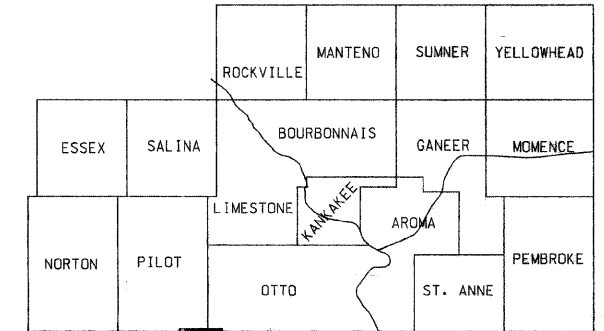 ROCKVILLE
MANTENO
SUMNER
YELLOWHEAD
ESSEX
SALINA
BOURBONNAIS
GANEER
MOMENCE
LIMESTONE
KANKAKEE
AROMA
NORTON
PILOT
OTTO
ST. ANNE
PEMBROKE